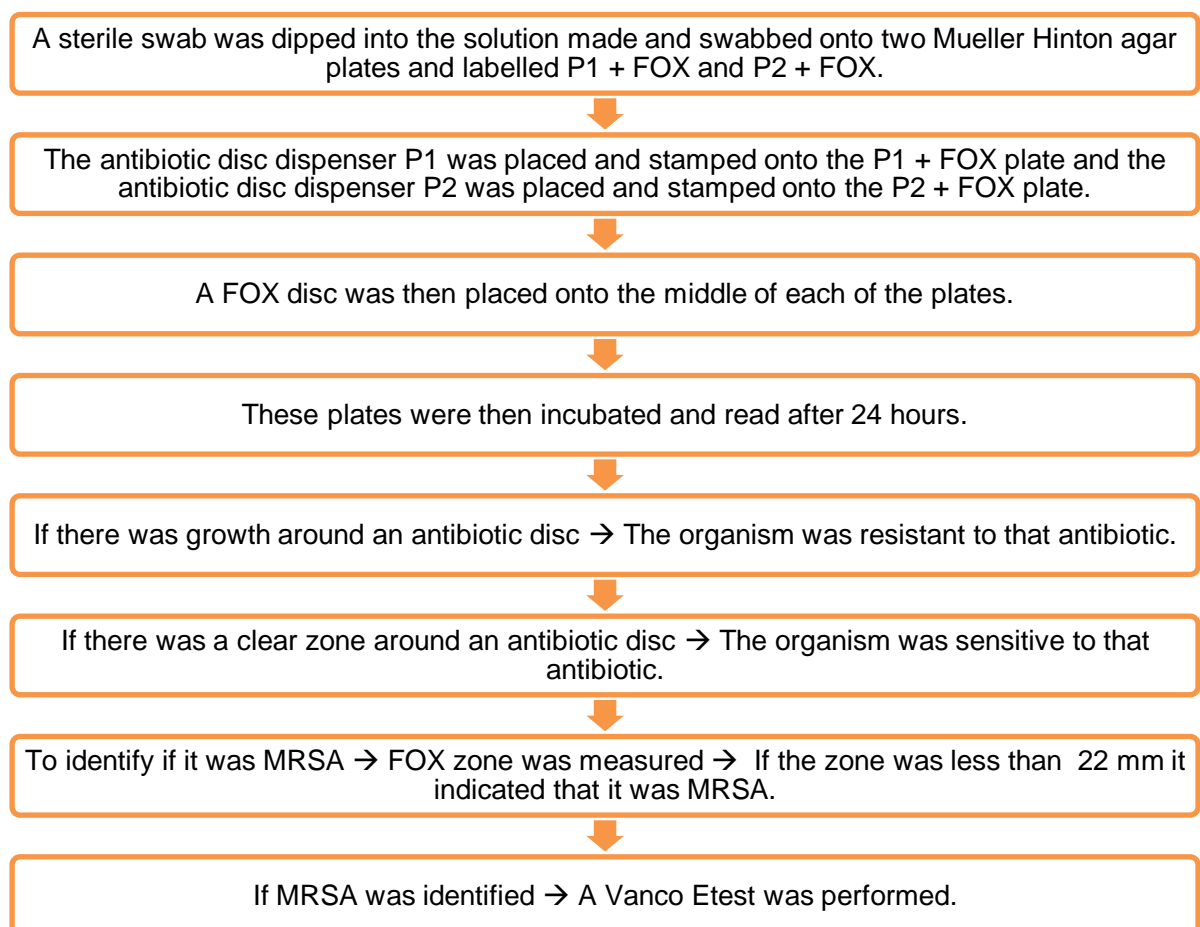 A sterile swab was dipped into the solution made and swabbed onto two Mueller Hinton agar
plates and labelled P1 + FOX and P2 + FOX.
The antibiotic disc dispenser P1 was placed and stamped onto the P1 + FOX plate and the
antibiotic disc dispenser P2 was placed and stamped onto the P2 + FOX plate.
A FOX disc was then placed onto the middle of each of the plates.
These plates were then incubated and read after 24 hours.
If there was growth around an antibiotic disc → The organism was resistant to that antibiotic.
If there was a clear zone around an antibiotic disc → The organism was sensitive to that
antibiotic.
To identify if it was MRSA → FOX zone was measured → If the zone was less than 22 mm it
indicated that it was MRSA.
If MRSA was identified → A Vanco Etest was performed.